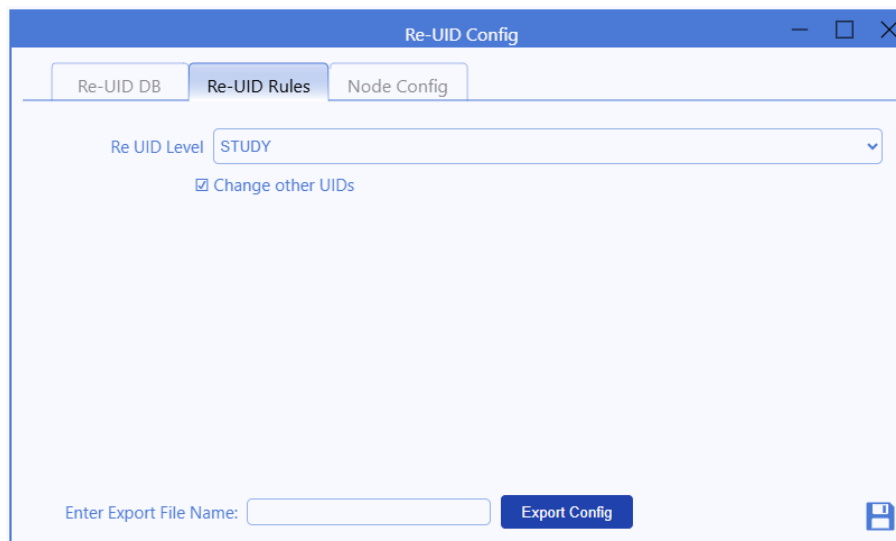 Re-UID Config
Re-UID DB Re-UID Rules Node Config
Re UID Level STUDY
Change other UIDs
Enter Export File Name: Export Config